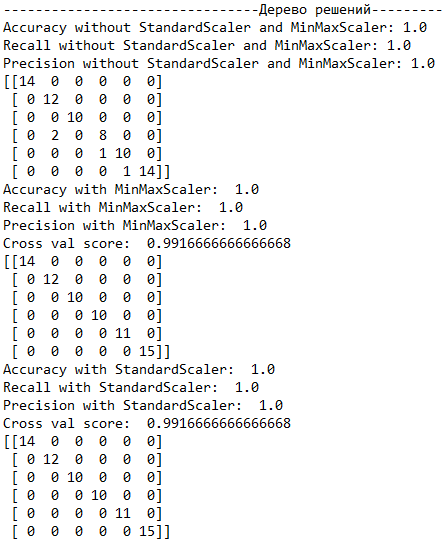 --------------------------------Дерево решений---------
Accuracy without StandardScaler and MinMaxScaler: 1.0
Recall without StandardScaler and MinMaxScaler: 1.0
Precision without StandardScaler and MinMaxScaler: 1.0
[[14  0  0  0  0  0]
 [ 0 12  0  0  0  0]
 [ 0  0 10  0  0  0]
 [ 0  2  0  8  0  0]
 [ 0  0  0  1 10  0]
 [ 0  0  0  0  1 14]]
Accuracy with MinMaxScaler:  1.0
Recall with MinMaxScaler:  1.0
Precision with MinMaxScaler:  1.0
Cross val score:  0.9916666666666668
[[14  0  0  0  0  0]
 [ 0 12  0  0  0  0]
 [ 0  0 10  0  0  0]
 [ 0  0  0 10  0  0]
 [ 0  0  0  0 11  0]
 [ 0  0  0  0  0 15]]
Accuracy with StandardScaler:  1.0
Recall with StandardScaler:  1.0
Precision with StandardScaler:  1.0
Cross val score:  0.9916666666666668
[[14  0  0  0  0  0]
 [ 0 12  0  0  0  0]
 [ 0  0 10  0  0  0]
 [ 0  0  0 10  0  0]
 [ 0  0  0  0 11  0]
 [ 0  0  0  0  0 15]]